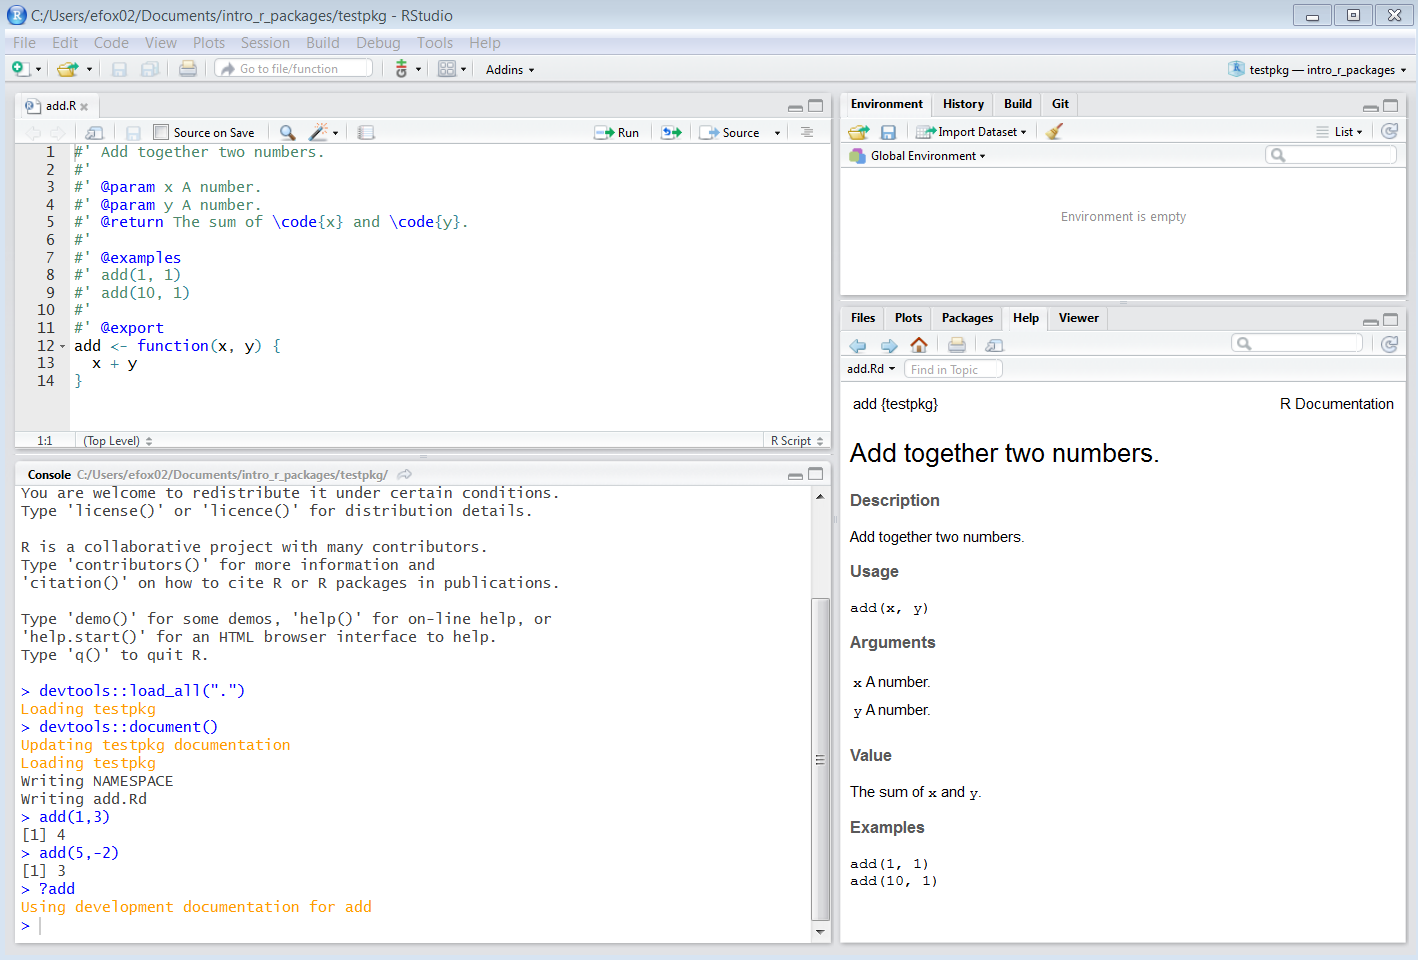 C:/Users/efox02/Documents/intro_r_packages/testpkg - RStudio
File Edit Code View Plots Session Build Debug Tools Help
Go to file/function
Addins
testpkg — intro_r_packages
add.R
Source on Save
Run
Source
1 #' Add together two numbers.
2 #'
3 #' @param x A number.
4 #' @param y A number.
5 #' @return The sum of \code{x} and \code{y}.
6 #'
7 #' @examples
8 #' add(1, 1)
9 #' add(10, 1)
10 #'
11 #' @export
12 add <- function(x, y) {
13 x + y
14 }
1:1
(Top Level)
R Script
Console C:/Users/efox02/Documents/intro_r_packages/testpkg/
You are welcome to redistribute it under certain conditions.
Type 'license()' or 'licence()' for distribution details.
R is a collaborative project with many contributors.
Type 'contributors()' for more information and
'citation()' on how to cite R or R packages in publications.
Type 'demo()' for some demos, 'help()' for on-line help, or
'help.start()' for an HTML browser interface to help.
Type 'q()' to quit R.
> devtools::load_all(".")
Loading testpkg
> devtools::document()
Updating testpkg documentation
Loading testpkg
Writing NAMESPACE
Writing add.Rd
> add(1,3)
[1] 4
> add(5,-2)
[1] 3
> ?add
Using development documentation for add
>
Environment History Build Git
Import Dataset
List
Global Environment
Environment is empty
Files Plots Packages Help Viewer
add.Rd
Find in Topic
add {testpkg}
R Documentation
Add together two numbers.
Description
Add together two numbers.
Usage
add(x, y)
Arguments
x A number.
y A number.
Value
The sum of x and y.
Examples
add(1, 1)
add(10, 1)